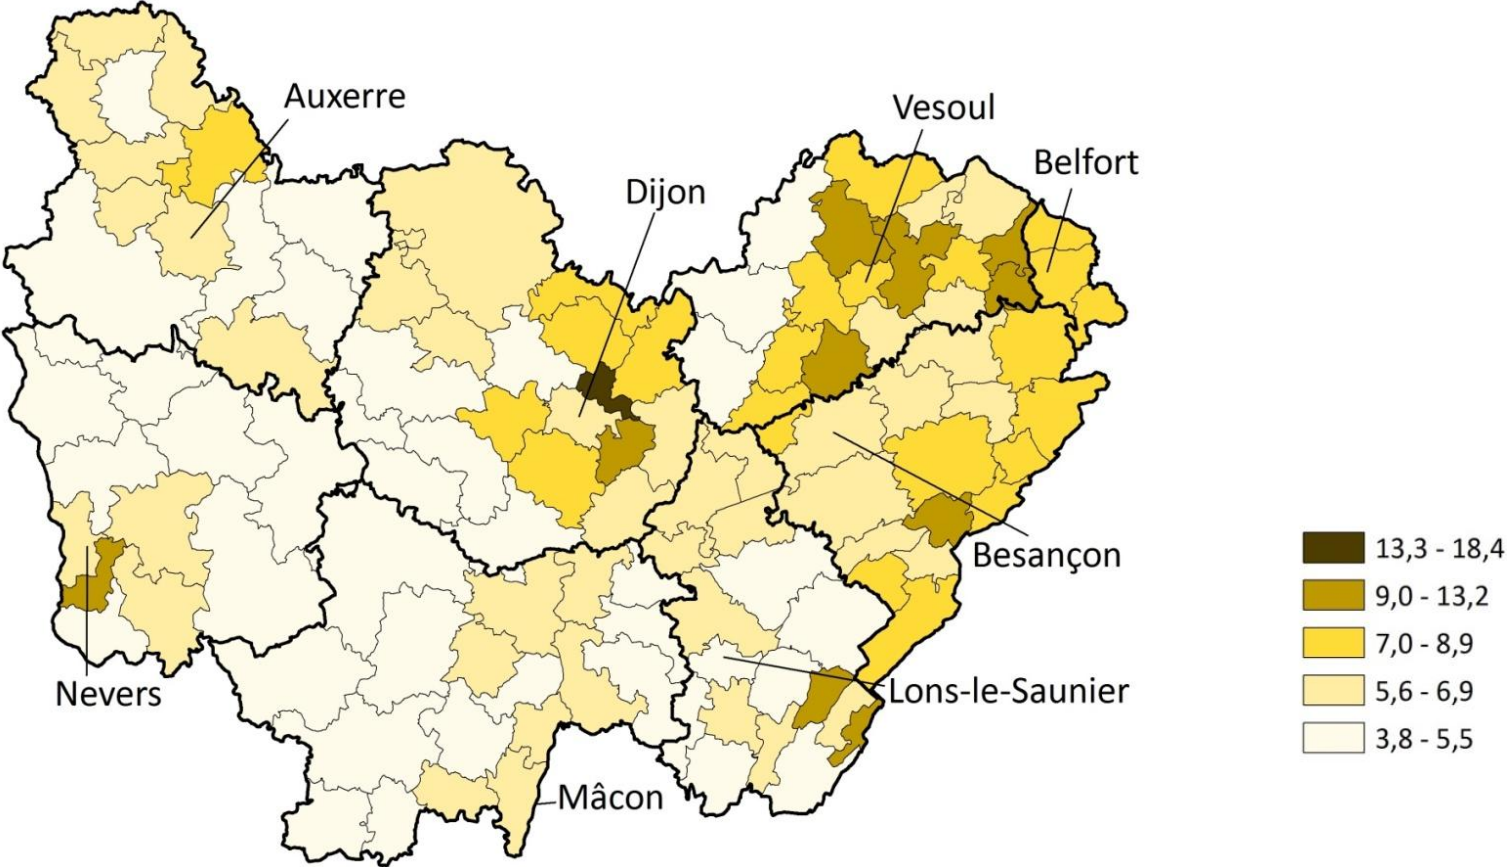 Auxerre
Vesoul
Belfort
Dijon
Besançon
Nevers
Lons-le-Saunier
Mâcon
13,3 - 18,4
9,0 - 13,2
7,0 - 8,9
5,6 - 6,9
3,8 - 5,5